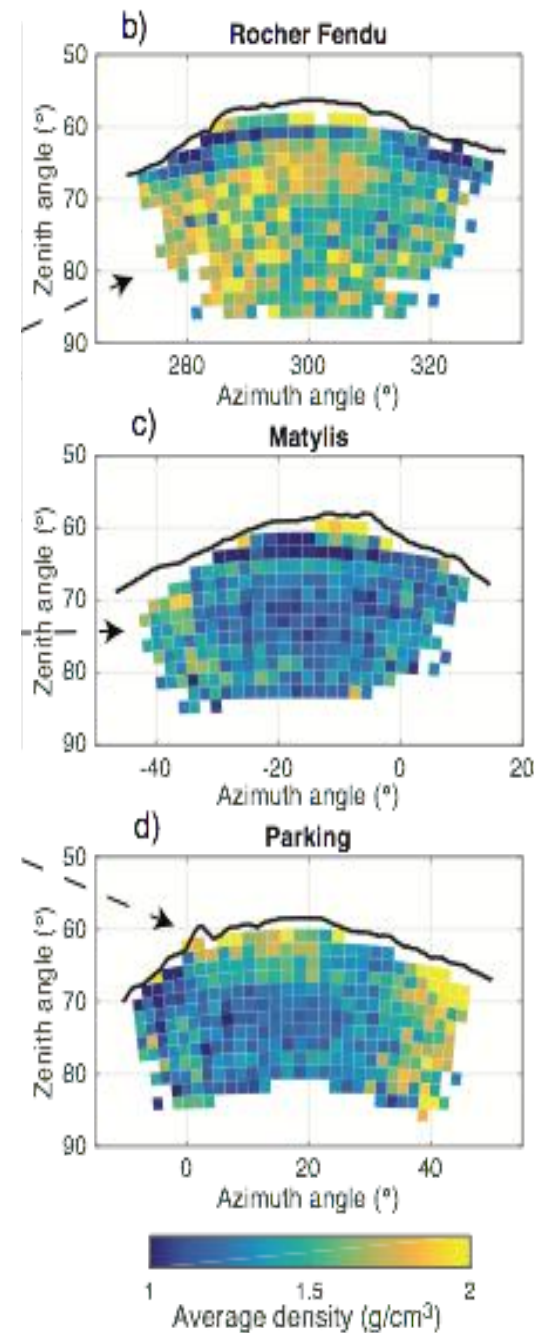 b)
Rocher Fendu
50
60
70
80
90
Zenith angle (°)
280
300
320
Azimuth angle (°)
c)
Matylis
50
60
70
80
90
Zenith angle (°)
-40
-20
0
20
Azimuth angle (°)
d)
Parking
50
60
70
80
90
Zenith angle (°)
0
20
40
Azimuth angle (°)
1
1.5
2
Average density (g/cm³)